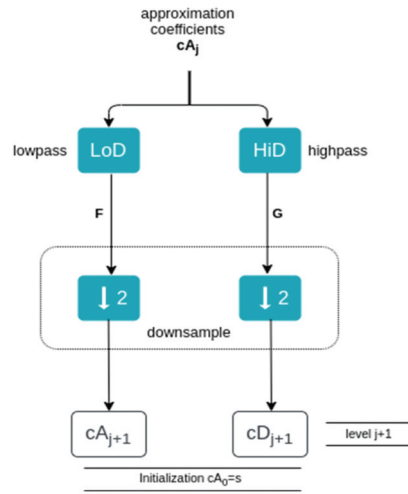 approximation
coefficients
cAj
lowpass
LoD
HiD
highpass
F
G
↓ 2
↓ 2
downsample
cAj+1
cDj+1
level j+1
Initialization cA0=s